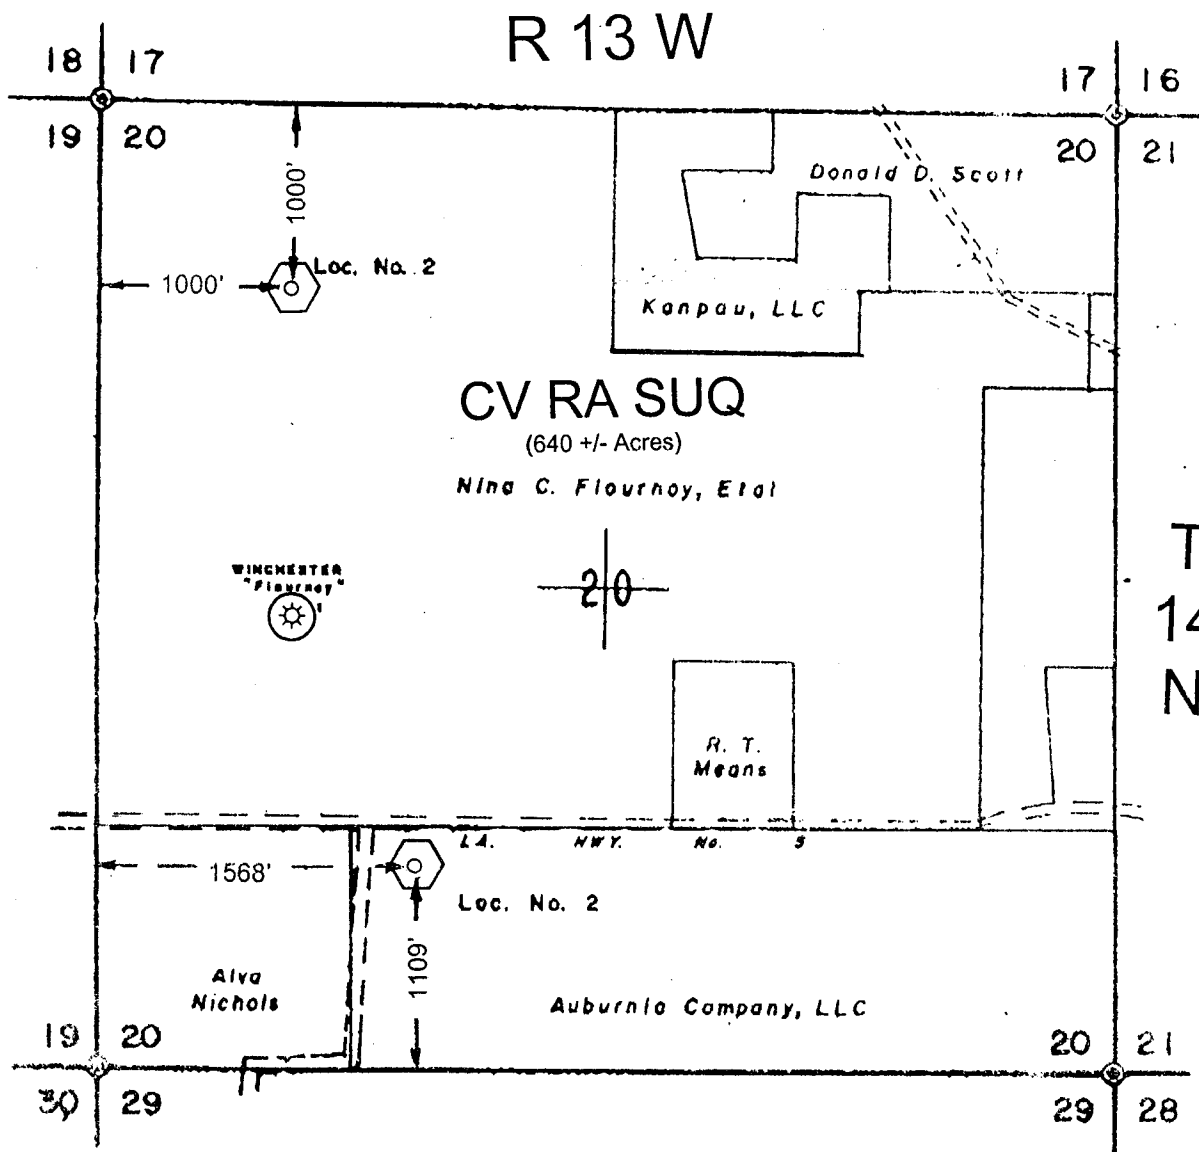 R 13 W
18 17
17 16
19 20
20 21
Donald D. Scott
1000'
Loc. No. 2
1000'
Kanpau, LLC
CV RA SUQ
(640 +/- Acres)
Nina C. Flournoy, Etal
T
14
N
WINCHESTER
"Flournoy"
1
20
R. T.
Means
LA. HWY. No. 5
1568'
Loc. No. 2
1109'
Alva
Nichols
Auburnia Company, LLC
19 20
20 21
30 29
29 28